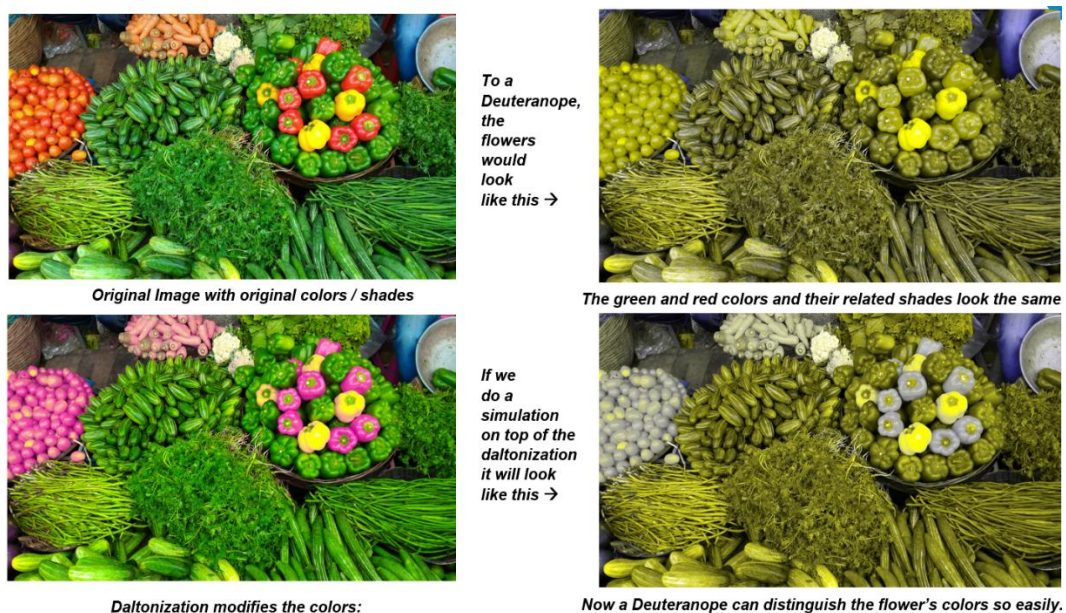 To a
Deuteranope,
the
flowers
would
look
like this →
Original Image with original colors / shades
The green and red colors and their related shades look the same
If we
do a
simulation
on top of the
daltonization
it will look
like this →
Daltonization modifies the colors:
Now a Deuteranope can distinguish the flower's colors so easily.